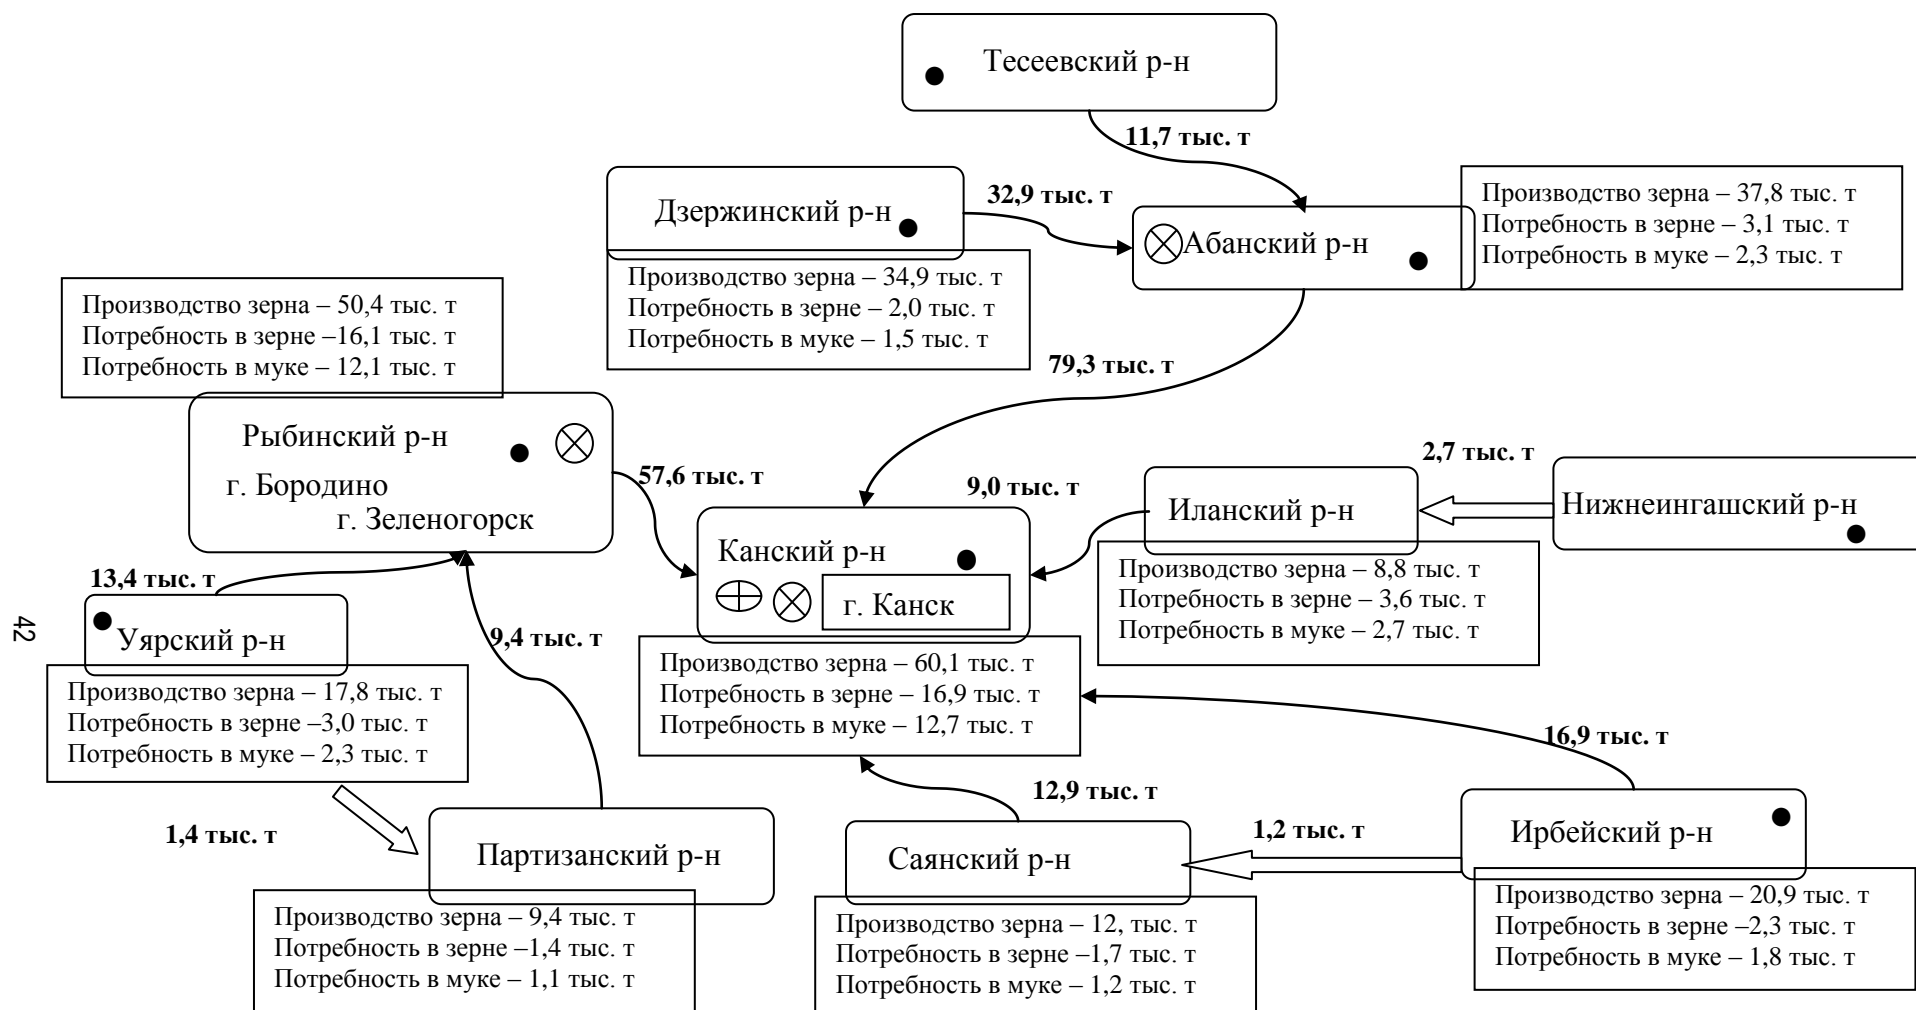 Тесеевский р-н
11,7 тыс. т
Дзержинский р-н
32,9 тыс. т
Производство зерна – 34,9 тыс. т
Потребность в зерне – 2,0 тыс. т
Потребность в муке – 1,5 тыс. т
Абанский р-н
Производство зерна – 37,8 тыс. т
Потребность в зерне – 3,1 тыс. т
Потребность в муке – 2,3 тыс. т
79,3 тыс. т
Производство зерна – 50,4 тыс. т
Потребность в зерне –16,1 тыс. т
Потребность в муке – 12,1 тыс. т
Рыбинский р-н
г. Бородино
г. Зеленогорск
57,6 тыс. т
9,0 тыс. т
Иланский р-н
2,7 тыс. т
Нижнеингашский р-н
Производство зерна – 8,8 тыс. т
Потребность в зерне – 3,6 тыс. т
Потребность в муке – 2,7 тыс. т
Канский р-н
г. Канск
Производство зерна – 60,1 тыс. т
Потребность в зерне – 16,9 тыс. т
Потребность в муке – 12,7 тыс. т
13,4 тыс. т
42
Уярский р-н
Производство зерна – 17,8 тыс. т
Потребность в зерне –3,0 тыс. т
Потребность в муке – 2,3 тыс. т
9,4 тыс. т
1,4 тыс. т
Партизанский р-н
Производство зерна – 9,4 тыс. т
Потребность в зерне –1,4 тыс. т
Потребность в муке – 1,1 тыс. т
12,9 тыс. т
Саянский р-н
Производство зерна – 12, тыс. т
Потребность в зерне –1,7 тыс. т
Потребность в муке – 1,2 тыс. т
16,9 тыс. т
1,2 тыс. т
Ирбейский р-н
Производство зерна – 20,9 тыс. т
Потребность в зерне –2,3 тыс. т
Потребность в муке – 1,8 тыс. т